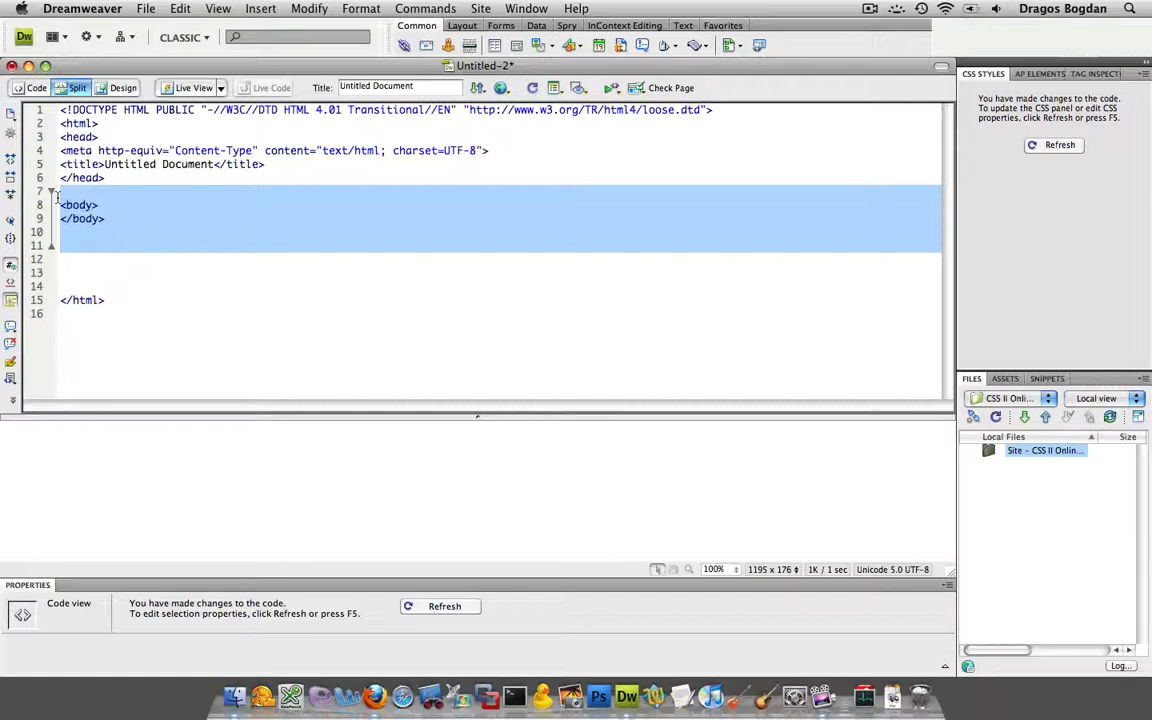 Dreamweaver File Edit View Insert Modify Format Commands Site Window Help Dragos Bogdan
Dw CLASSIC Common Layout Forms Data Spry InContext Editing Text Favorites
Untitled-2*
Code Split Design Live View Live Code Title: Untitled Document Check Page
1 <!DOCTYPE HTML PUBLIC "-//W3C//DTD HTML 4.01 Transitional//EN" "http://www.w3.org/TR/html4/loose.dtd">
2 <html>
3 <head>
4 <meta http-equiv="Content-Type" content="text/html; charset=UTF-8">
5 <title>Untitled Document</title>
6 </head>
7
8 <body>
9 </body>
10
11
12
13
14
15 </html>
16
CSS STYLES AP ELEMENTS TAG INSPECT
You have made changes to the code.
To update the CSS panel or edit CSS
properties, click Refresh or press F5.
Refresh
FILES ASSETS SNIPPETS
CSS II Onli... Local view
Local Files Size
Site - CSS II Onlin...
Log...
100% 1195 x 176 1K / 1 sec Unicode 5.0 UTF-8
PROPERTIES
Code view
You have made changes to the code.
To edit selection properties, click Refresh or press F5.
Refresh
Ps Dw